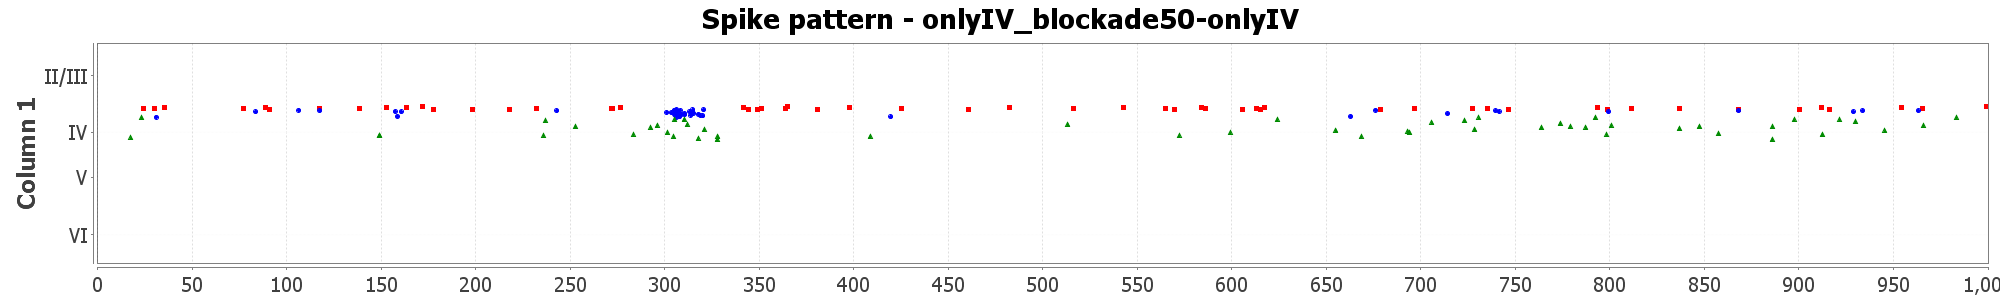 Spike pattern - onlyIV_blockade50-onlyIV
Column 1
II/III
IV
V
VI
0 50 100 150 200 250 300 350 400 450 500 550 600 650 700 750 800 850 900 950 1,00